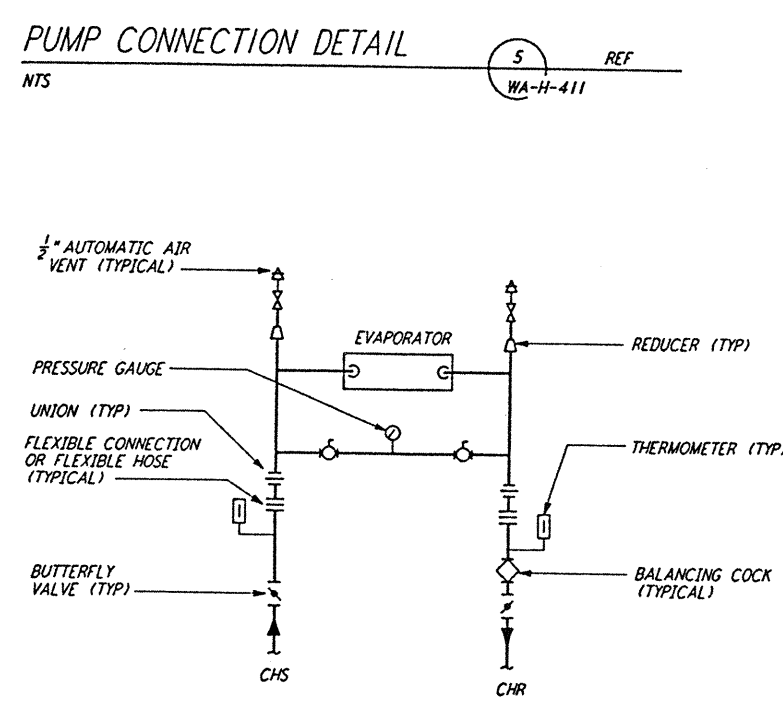 PUMP CONNECTION DETAIL
5
REF
NTS
WA-H-411
1/2" AUTOMATIC AIR
VENT (TYPICAL)
EVAPORATOR
REDUCER (TYP)
PRESSURE GAUGE
UNION (TYP)
FLEXIBLE CONNECTION
OR FLEXIBLE HOSE
(TYPICAL)
THERMOMETER (TYP)
BUTTERFLY
VALVE (TYP)
BALANCING COCK
(TYPICAL)
CHS
CHR